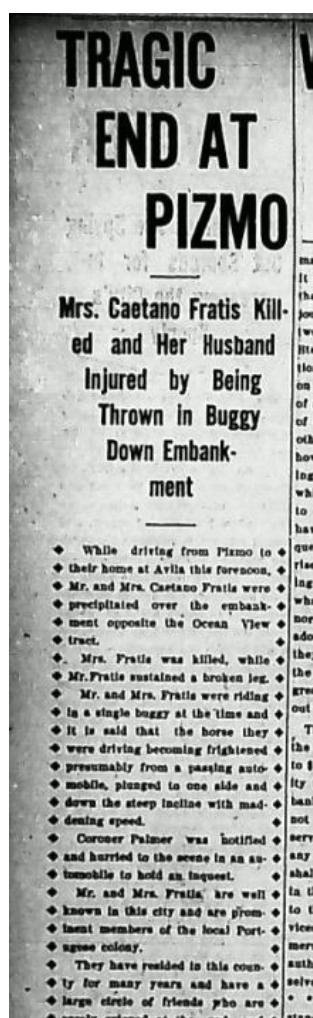 TRAGIC
END AT
PIZMO
Mrs. Caetano Fratis Kill-
ed and Her Husband
Injured by Being
Thrown in Buggy
Down Embank-
ment
While driving from Pizmo to
their home at Avila this forenoon,
Mr. and Mrs. Caetano Fratis were
precipitated over the embank-
ment opposite the Ocean View
tract.
Mrs. Fratis was killed, while
Mr. Fratis sustained a broken leg.
Mr. and Mrs. Fratis were riding
in a single buggy at the time and
it is said that the horse they
were driving becoming frightened
presumably from a passing auto-
mobile, plunged to one side and
down the steep incline with mad-
dening speed.
Coroner Palmer was notified
and hurried to the scene in an au-
tomobile to hold an inquest.
Mr. and Mrs. Fratis are well
known in this city and are prom-
inent members of the local Port-
uguese colony.
They have resided in this coun-
ty for many years and have a
large circle of friends who are